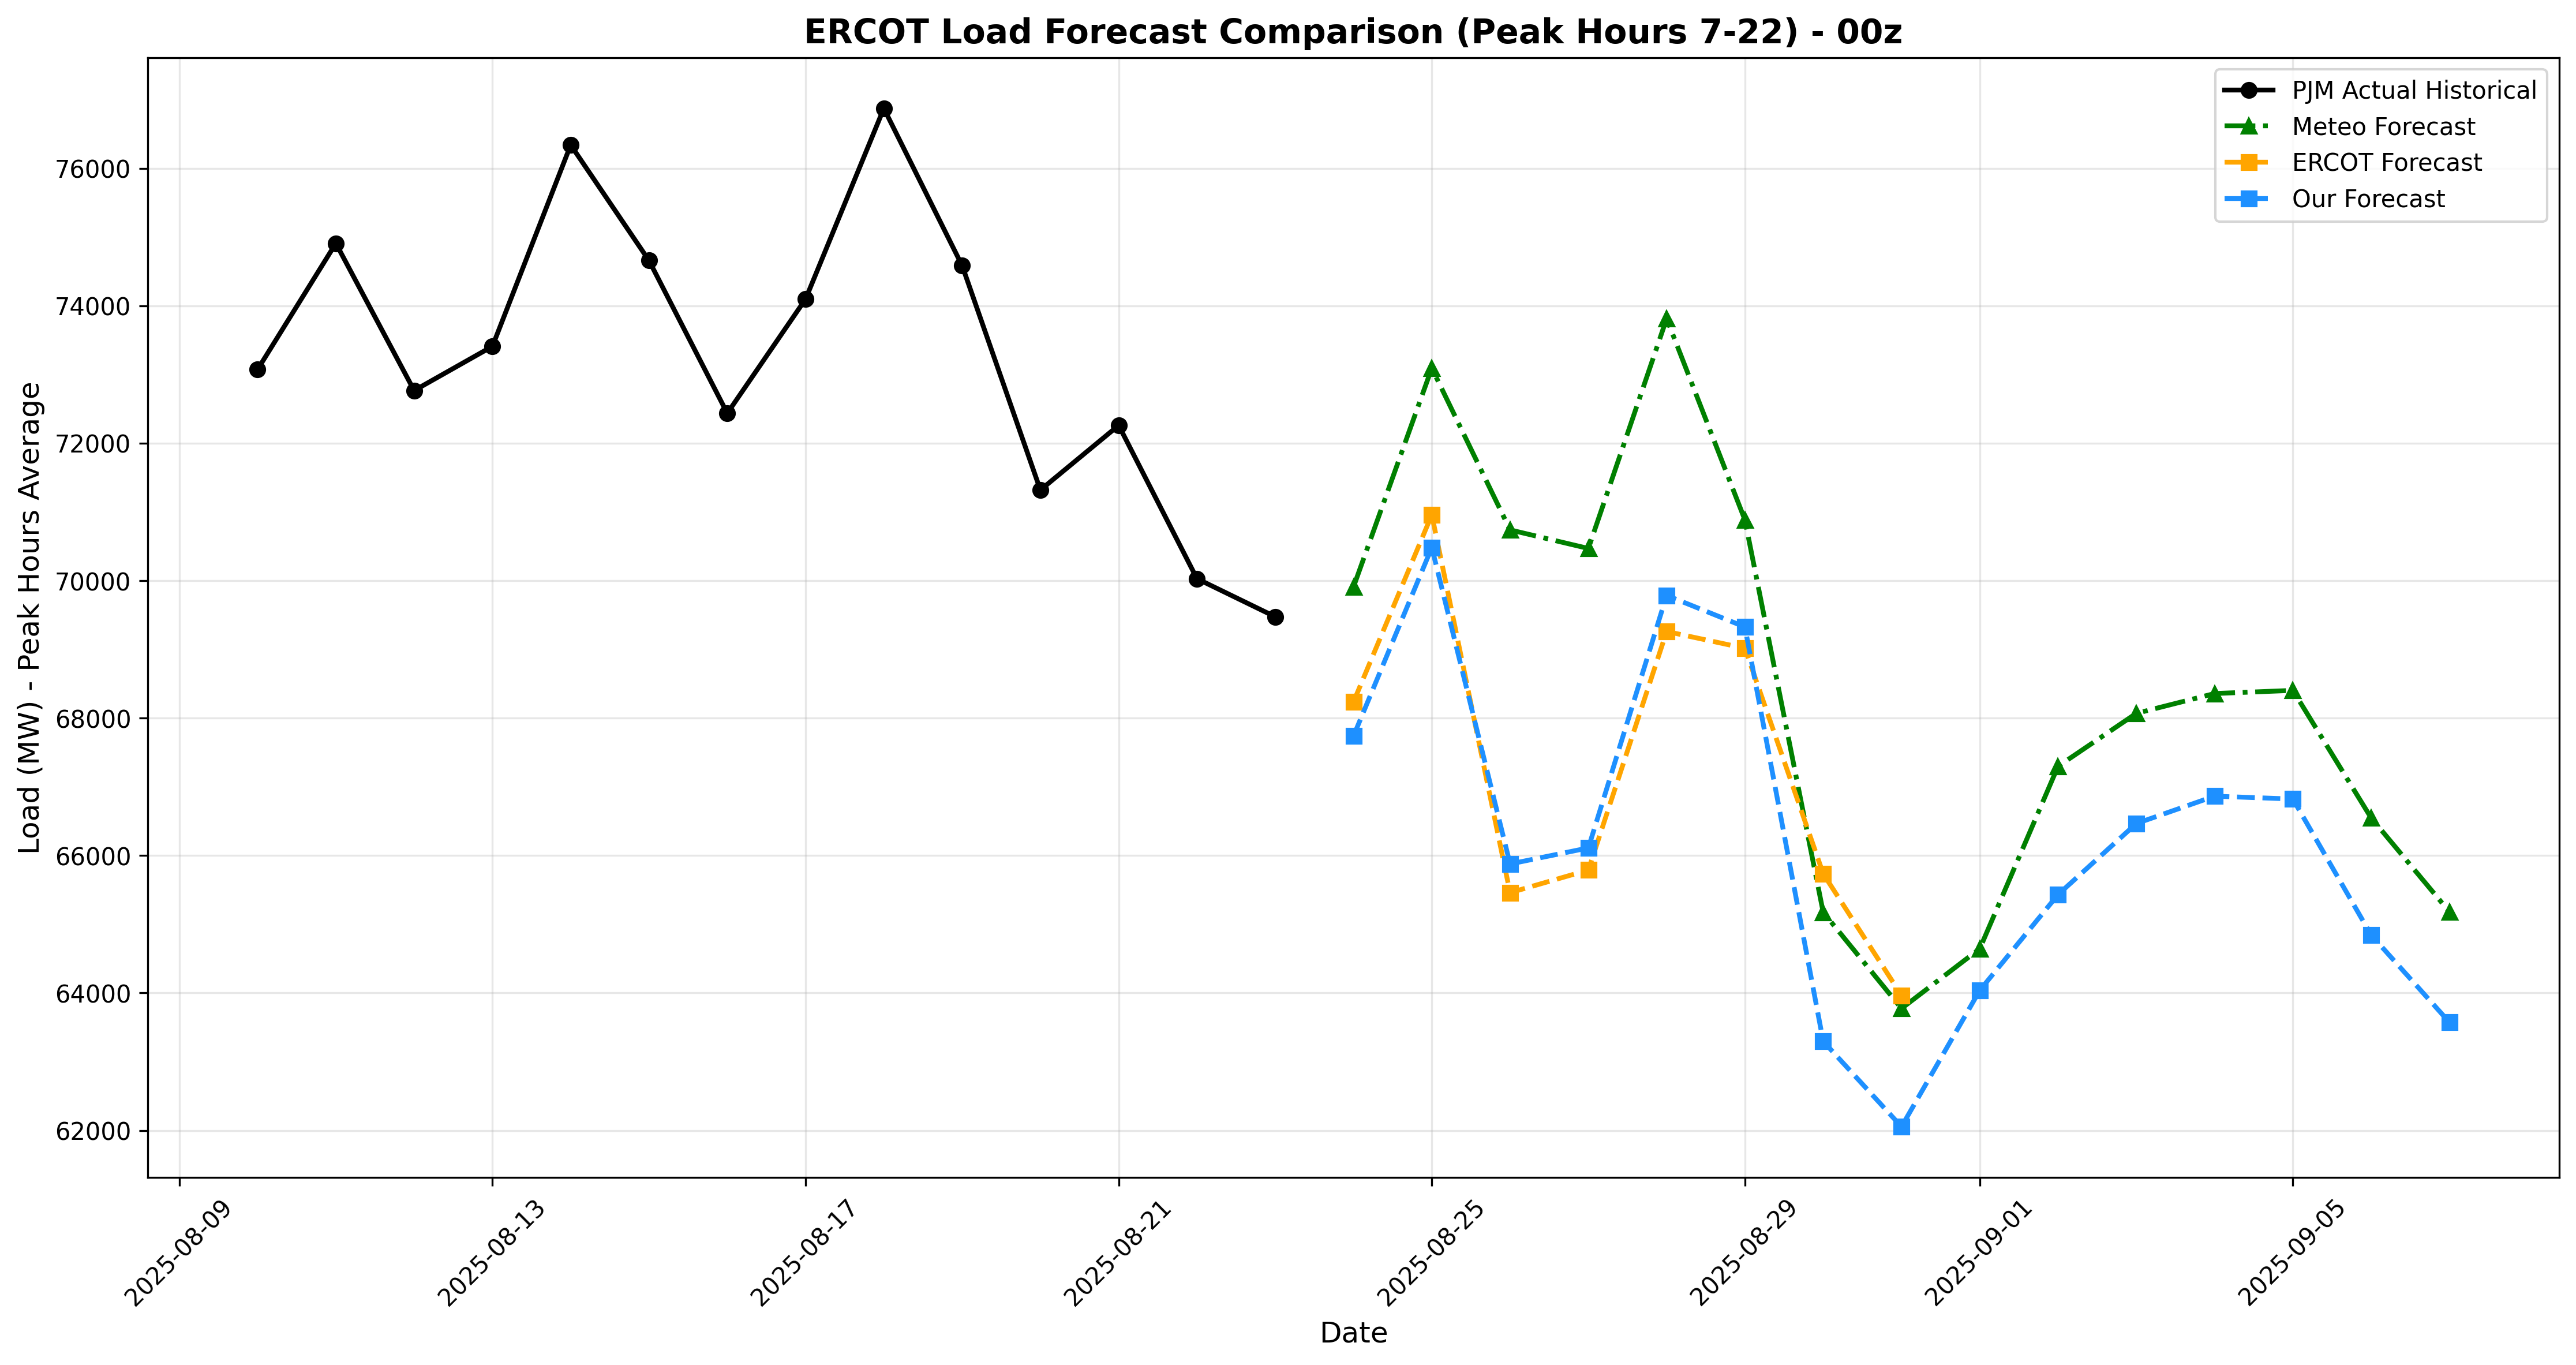 ERCOT Load Forecast Comparison (Peak Hours 7-22) - 00z
PJM Actual Historical
Meteo Forecast
ERCOT Forecast
Our Forecast
Load (MW) - Peak Hours Average
76000
74000
72000
70000
68000
66000
64000
62000
2025-08-09
2025-08-13
2025-08-17
2025-08-21
2025-08-25
2025-08-29
2025-09-01
2025-09-05
Date